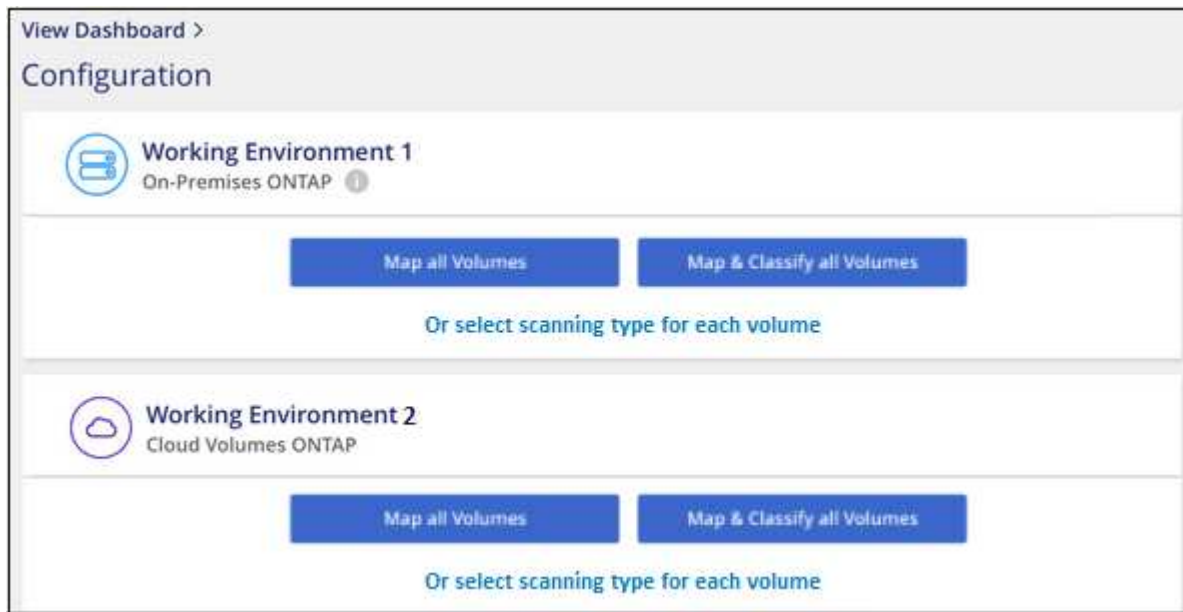 View Dashboard >
Configuration
Working Environment 1
On-Premises ONTAP i
Map all Volumes
Map & Classify all Volumes
Or select scanning type for each volume
Working Environment 2
Cloud Volumes ONTAP
Map all Volumes
Map & Classify all Volumes
Or select scanning type for each volume